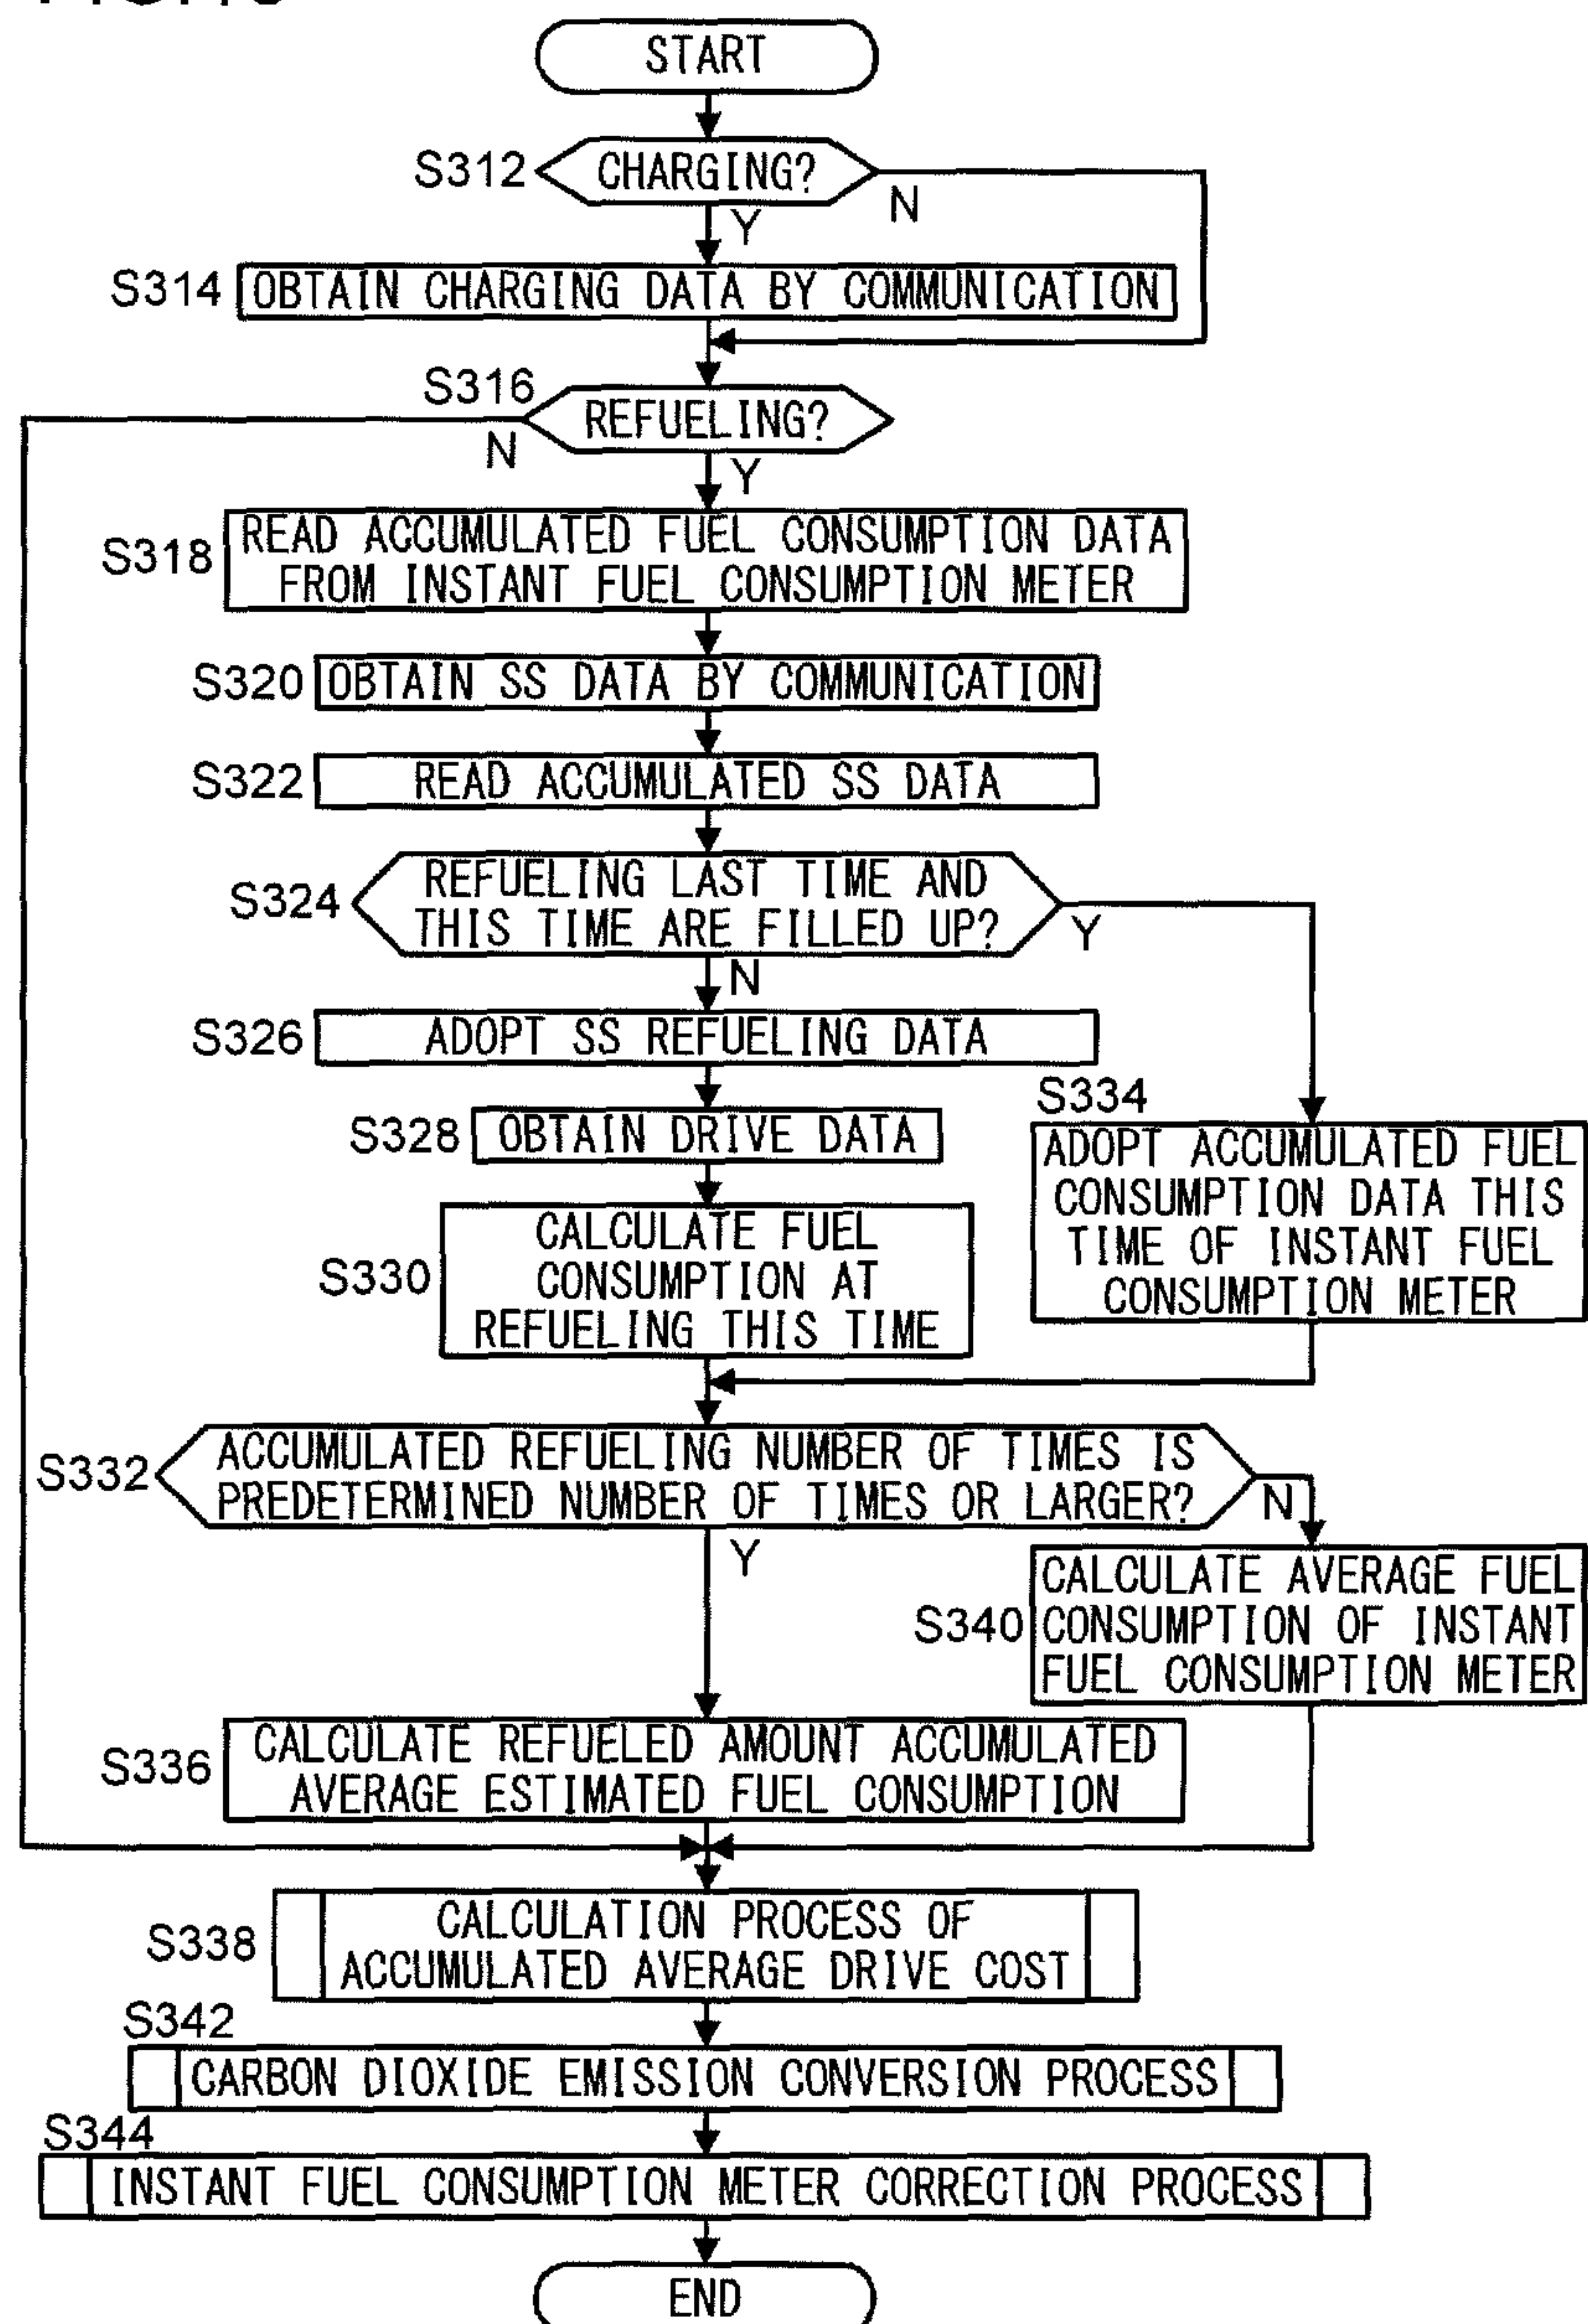 START
S312
CHARGING?
N
Y
S314
OBTAIN CHARGING DATA BY COMMUNICATION
S316
REFUELING?
N
Y
S318
READ ACCUMULATED FUEL CONSUMPTION DATA
FROM INSTANT FUEL CONSUMPTION METER
S320
OBTAIN SS DATA BY COMMUNICATION
S322
READ ACCUMULATED SS DATA
S324
REFUELING LAST TIME AND
THIS TIME ARE FILLED UP?
Y
N
S326
ADOPT SS REFUELING DATA
S328
OBTAIN DRIVE DATA
S334
ADOPT ACCUMULATED FUEL
CONSUMPTION DATA THIS
TIME OF INSTANT FUEL
CONSUMPTION METER
S330
CALCULATE FUEL
CONSUMPTION AT
REFUELING THIS TIME
S332
ACCUMULATED REFUELING NUMBER OF TIMES IS
PREDETERMINED NUMBER OF TIMES OR LARGER?
N
Y
S340
CALCULATE AVERAGE FUEL
CONSUMPTION OF INSTANT
FUEL CONSUMPTION METER
S336
CALCULATE REFUELED AMOUNT ACCUMULATED
AVERAGE ESTIMATED FUEL CONSUMPTION
S338
CALCULATION PROCESS OF
ACCUMULATED AVERAGE DRIVE COST
S342
CARBON DIOXIDE EMISSION CONVERSION PROCESS
S344
INSTANT FUEL CONSUMPTION METER CORRECTION PROCESS
END